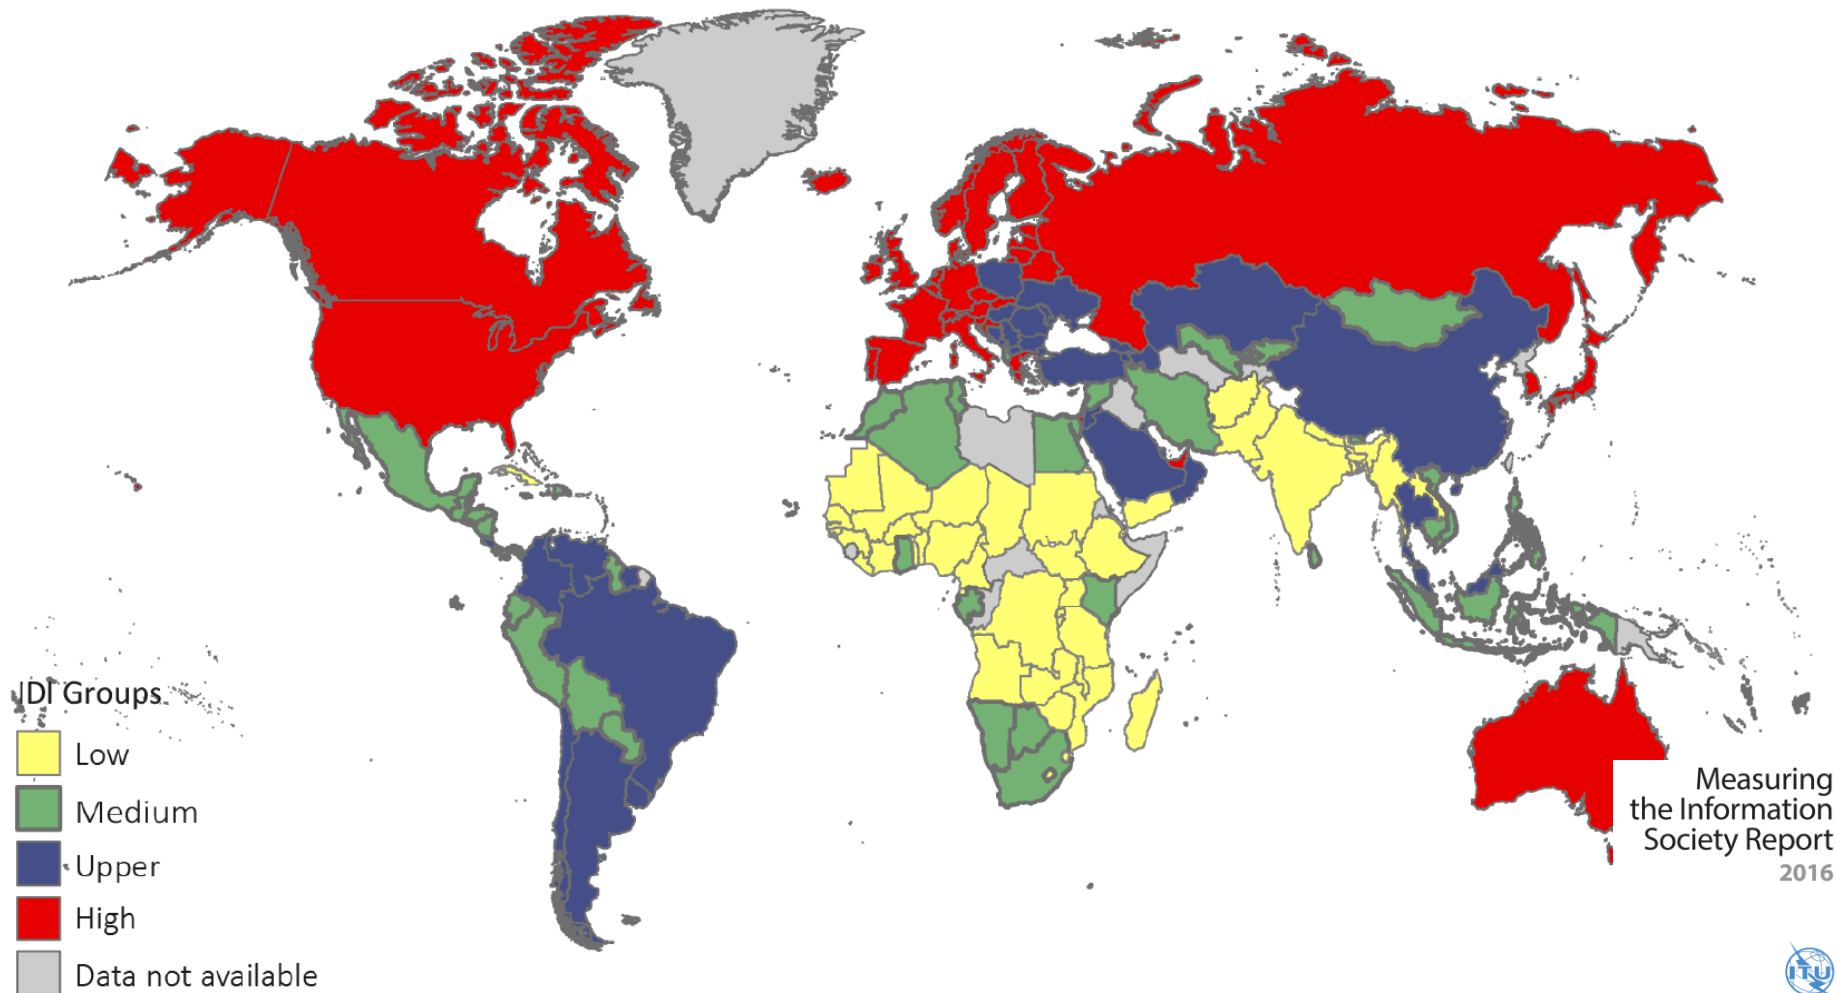 IDI Groups
Low
Medium
Upper
High
Data not available
Measuring
the Information
Society Report
2016
ITU